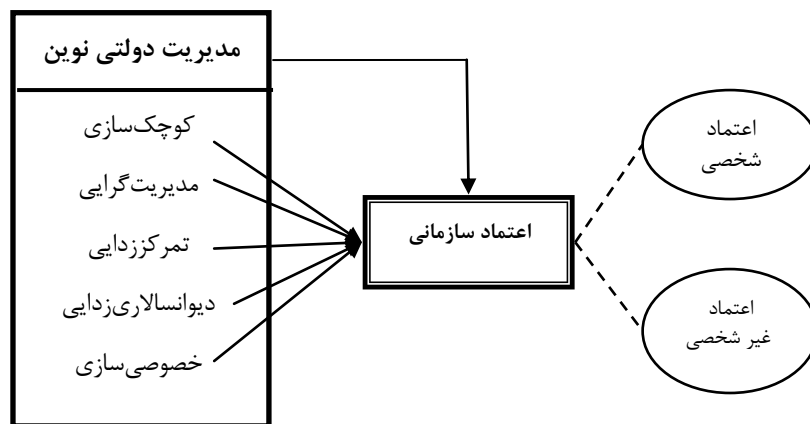 مدیریت دولتی نوین
کوچک‌سازی
مدیریت‌گرایی
تمرکززدایی
دیوانسالاری‌زدایی
خصوصی‌سازی
اعتماد سازمانی
اعتماد
شخصی
اعتماد
غیر شخصی